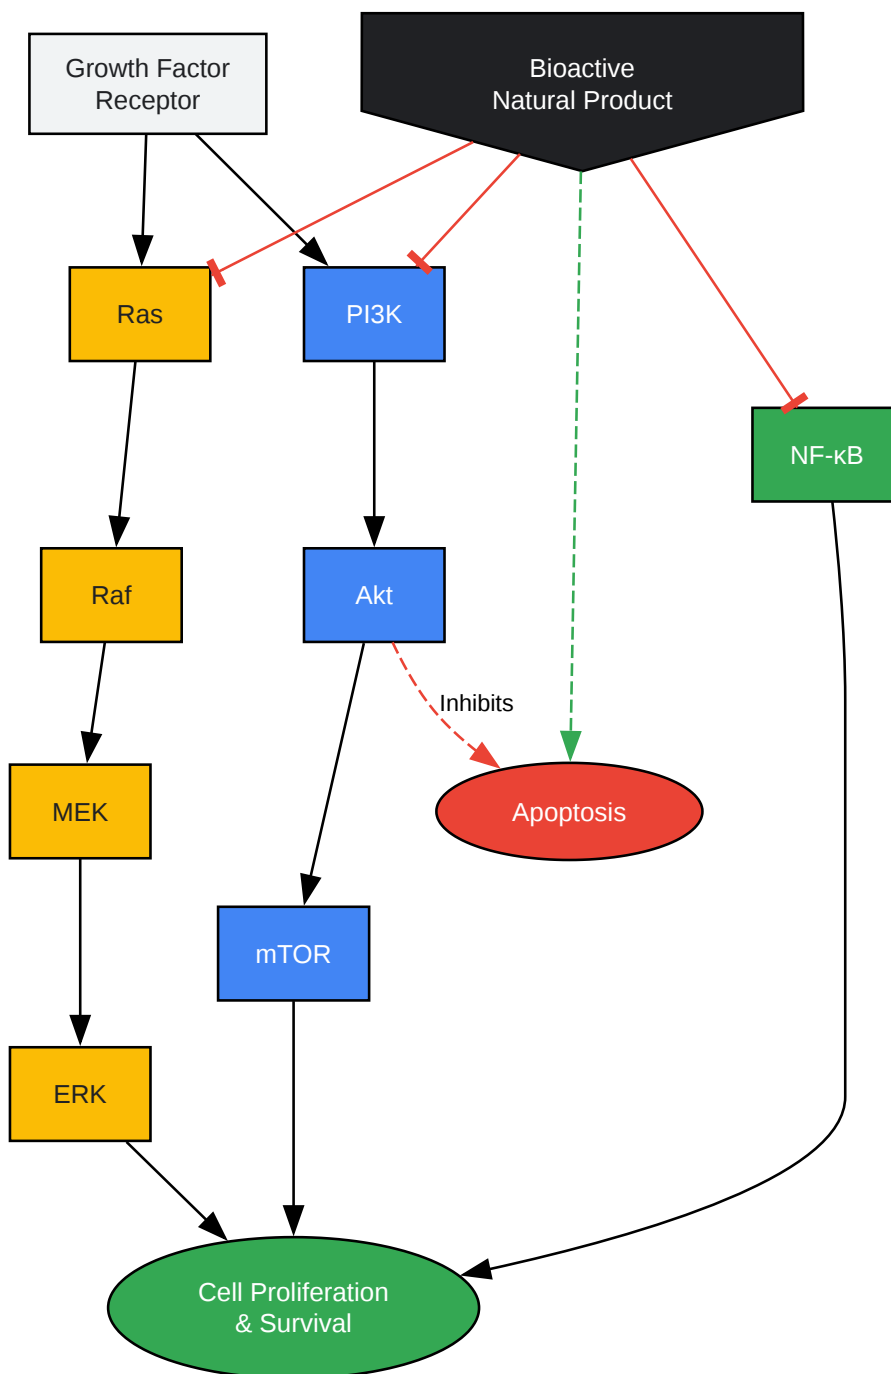 Growth Factor
Receptor
Bioactive
Natural Product
Ras
PI3K
NF-κB
Raf
Akt
Inhibits
MEK
Apoptosis
mTOR
ERK
Cell Proliferation
& Survival